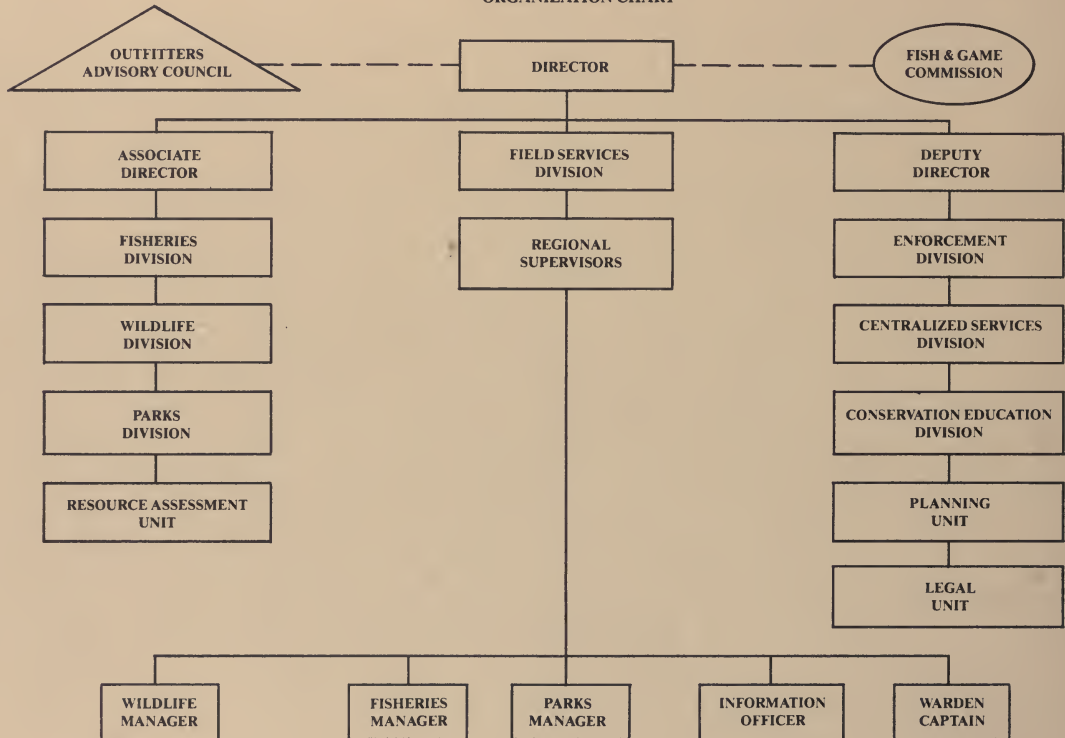 ORGANIZATION CHART
OUTFITTERS
ADVISORY COUNCIL
DIRECTOR
FISH & GAME
COMMISSION
ASSOCIATE
DIRECTOR
FIELD SERVICES
DIVISION
DEPUTY
DIRECTOR
FISHERIES
DIVISION
REGIONAL
SUPERVISORS
ENFORCEMENT
DIVISION
WILDLIFE
DIVISION
CENTRALIZED SERVICES
DIVISION
PARKS
DIVISION
CONSERVATION EDUCATION
DIVISION
RESOURCE ASSESSMENT
UNIT
PLANNING
UNIT
LEGAL
UNIT
WILDLIFE
MANAGER
FISHERIES
MANAGER
PARKS
MANAGER
INFORMATION
OFFICER
WARDEN
CAPTAIN